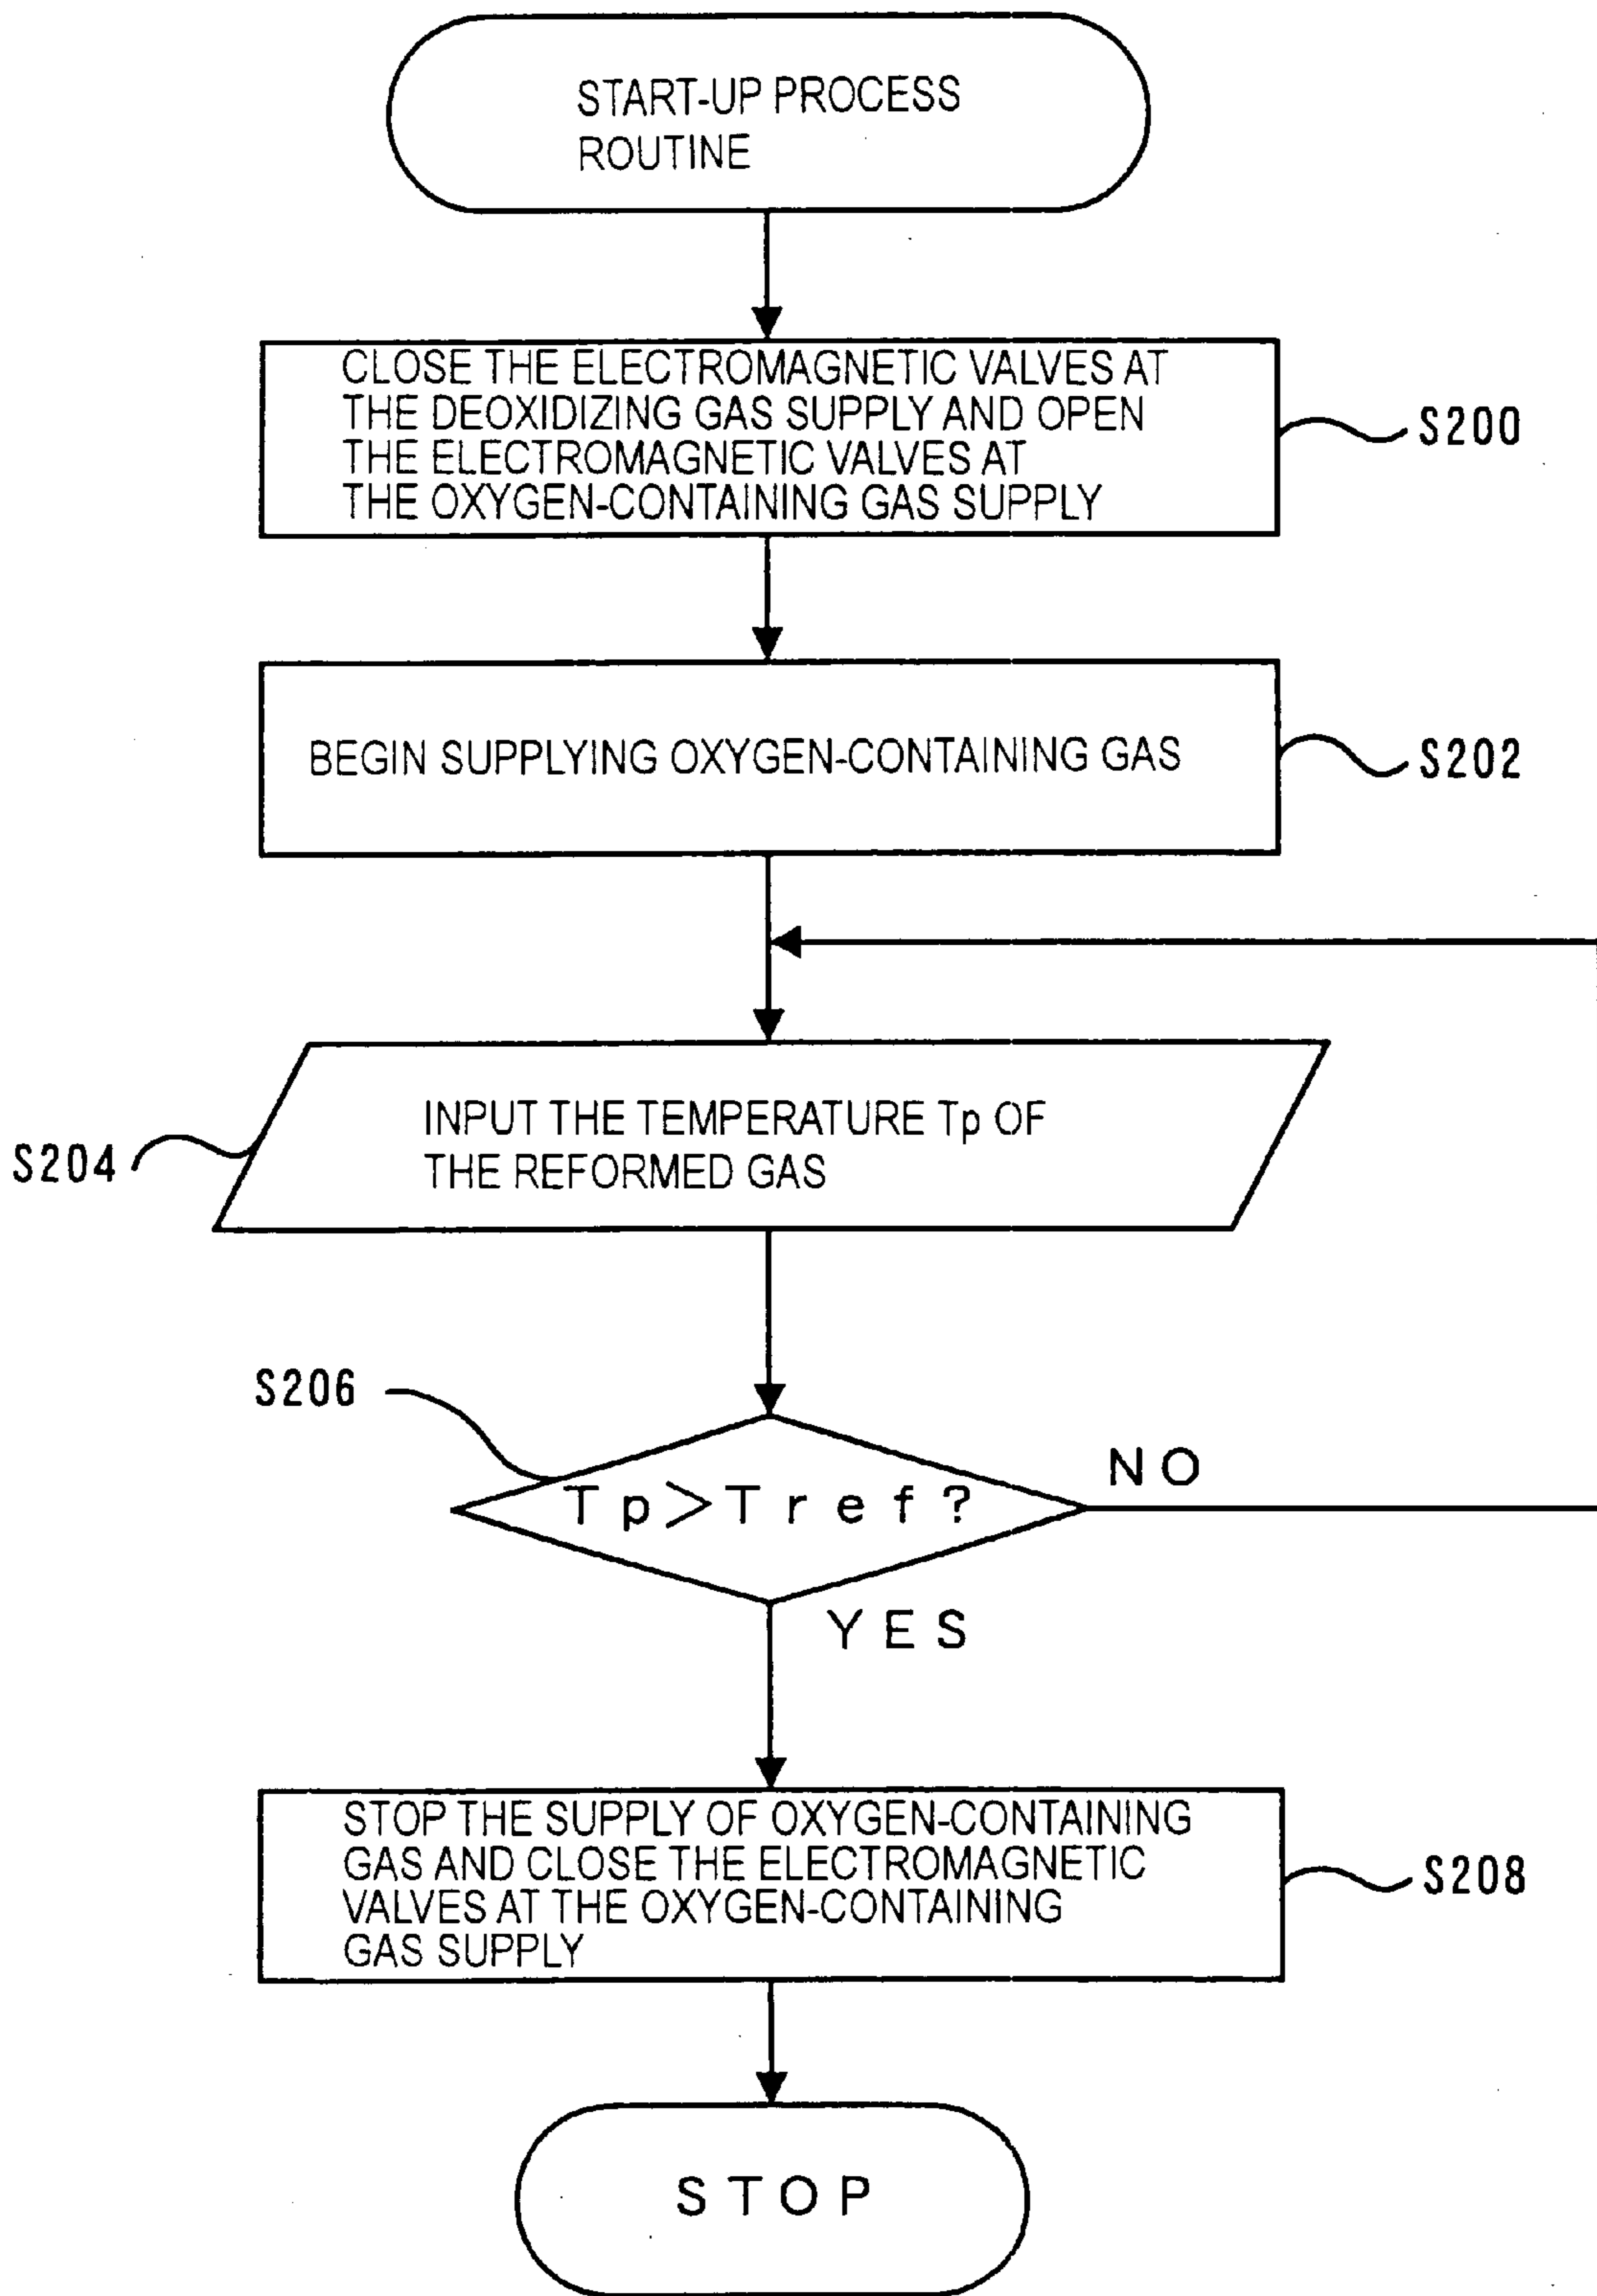 START-UP PROCESS
ROUTINE
CLOSE THE ELECTROMAGNETIC VALVES AT
THE DEOXIDIZING GAS SUPPLY AND OPEN
THE ELECTROMAGNETIC VALVES AT
THE OXYGEN-CONTAINING GAS SUPPLY
S200
BEGIN SUPPLYING OXYGEN-CONTAINING GAS
S202
INPUT THE TEMPERATURE Tp OF
THE REFORMED GAS
S204
S206
Tp>Tref?
NO
YES
STOP THE SUPPLY OF OXYGEN-CONTAINING
GAS AND CLOSE THE ELECTROMAGNETIC
VALVES AT THE OXYGEN-CONTAINING
GAS SUPPLY
S208
STOP